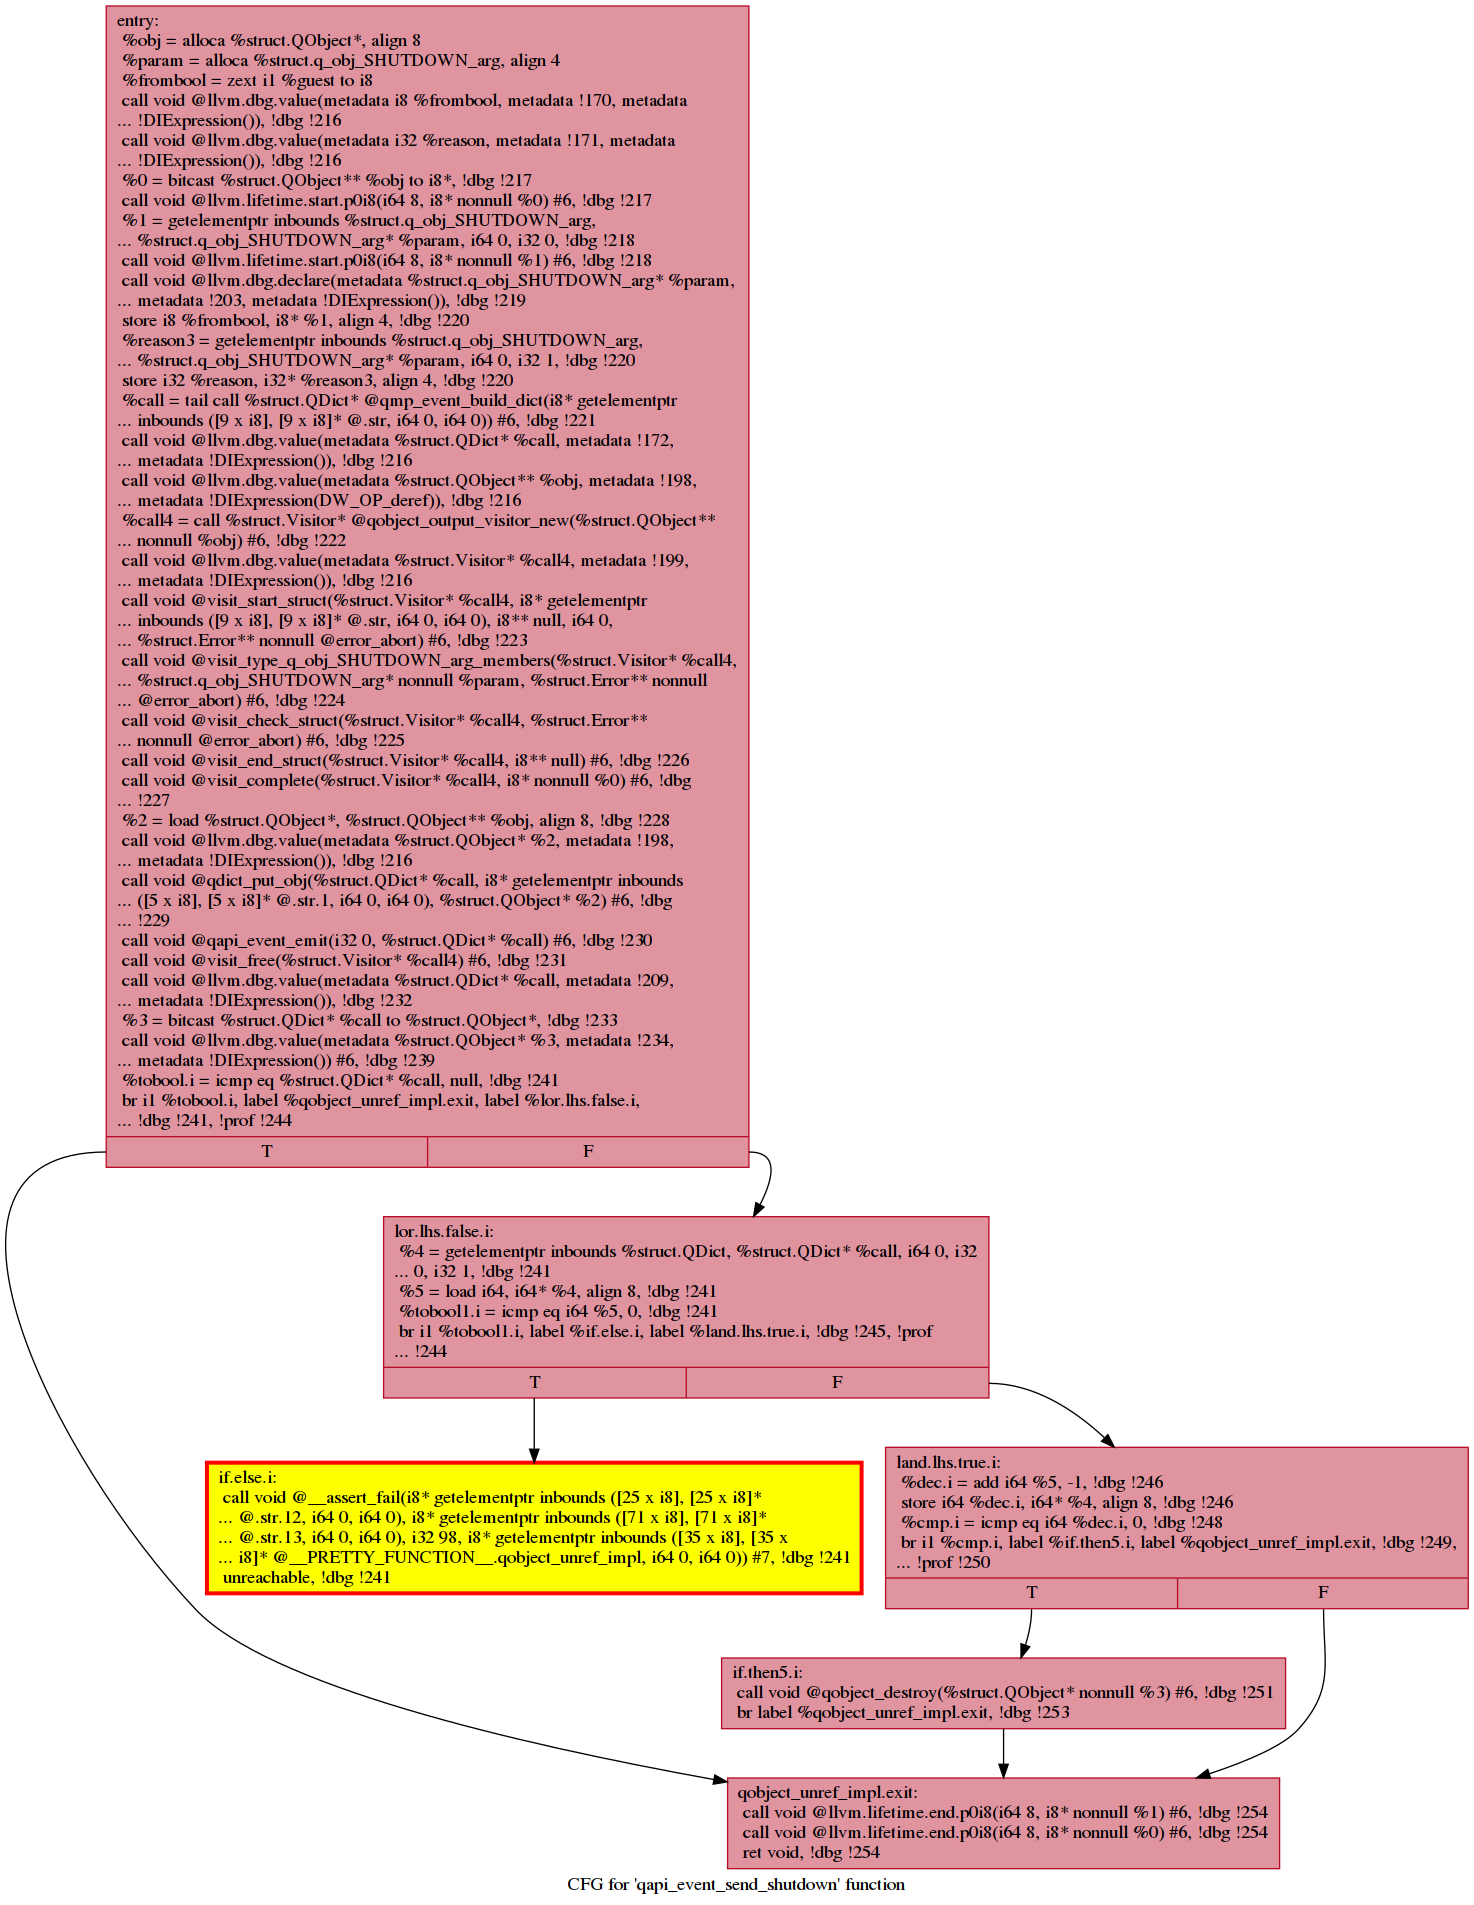 entry:
%obj = alloca %struct.QObject*, align 8
%param = alloca %struct.q_obj_SHUTDOWN_arg, align 4
%frombool = zext i1 %guest to i8
call void @llvm.dbg.value(metadata i8 %frombool, metadata !170, metadata
... !DIExpression()), !dbg !216
call void @llvm.dbg.value(metadata i32 %reason, metadata !171, metadata
... !DIExpression()), !dbg !216
%0 = bitcast %struct.QObject** %obj to i8*, !dbg !217
call void @llvm.lifetime.start.p0i8(i64 8, i8* nonnull %0) #6, !dbg !217
%1 = getelementptr inbounds %struct.q_obj_SHUTDOWN_arg,
... %struct.q_obj_SHUTDOWN_arg* %param, i64 0, i32 0, !dbg !218
call void @llvm.lifetime.start.p0i8(i64 8, i8* nonnull %1) #6, !dbg !218
call void @llvm.dbg.declare(metadata %struct.q_obj_SHUTDOWN_arg* %param,
... metadata !203, metadata !DIExpression()), !dbg !219
store i8 %frombool, i8* %1, align 4, !dbg !220
%reason3 = getelementptr inbounds %struct.q_obj_SHUTDOWN_arg,
... %struct.q_obj_SHUTDOWN_arg* %param, i64 0, i32 1, !dbg !220
store i32 %reason, i32* %reason3, align 4, !dbg !220
%call = tail call %struct.QDict* @qmp_event_build_dict(i8* getelementptr
... inbounds ([9 x i8], [9 x i8]* @.str, i64 0, i64 0)) #6, !dbg !221
call void @llvm.dbg.value(metadata %struct.QDict* %call, metadata !172,
... metadata !DIExpression()), !dbg !216
call void @llvm.dbg.value(metadata %struct.QObject** %obj, metadata !198,
... metadata !DIExpression(DW_OP_deref)), !dbg !216
%call4 = call %struct.Visitor* @qobject_output_visitor_new(%struct.QObject**
... nonnull %obj) #6, !dbg !222
call void @llvm.dbg.value(metadata %struct.Visitor* %call4, metadata !199,
... metadata !DIExpression()), !dbg !216
call void @visit_start_struct(%struct.Visitor* %call4, i8* getelementptr
... inbounds ([9 x i8], [9 x i8]* @.str, i64 0, i64 0), i8** null, i64 0,
... %struct.Error** nonnull @error_abort) #6, !dbg !223
call void @visit_type_q_obj_SHUTDOWN_arg_members(%struct.Visitor* %call4,
... %struct.q_obj_SHUTDOWN_arg* nonnull %param, %struct.Error** nonnull
... @error_abort) #6, !dbg !224
call void @visit_check_struct(%struct.Visitor* %call4, %struct.Error**
... nonnull @error_abort) #6, !dbg !225
call void @visit_end_struct(%struct.Visitor* %call4, i8** null) #6, !dbg !226
call void @visit_complete(%struct.Visitor* %call4, i8* nonnull %0) #6, !dbg
... !227
%2 = load %struct.QObject*, %struct.QObject** %obj, align 8, !dbg !228
call void @llvm.dbg.value(metadata %struct.QObject* %2, metadata !198,
... metadata !DIExpression()), !dbg !216
call void @qdict_put_obj(%struct.QDict* %call, i8* getelementptr inbounds
... ([5 x i8], [5 x i8]* @.str.1, i64 0, i64 0), %struct.QObject* %2) #6, !dbg
... !229
call void @qapi_event_emit(i32 0, %struct.QDict* %call) #6, !dbg !230
call void @visit_free(%struct.Visitor* %call4) #6, !dbg !231
call void @llvm.dbg.value(metadata %struct.QDict* %call, metadata !209,
... metadata !DIExpression()), !dbg !232
%3 = bitcast %struct.QDict* %call to %struct.QObject*, !dbg !233
call void @llvm.dbg.value(metadata %struct.QObject* %3, metadata !234,
... metadata !DIExpression()) #6, !dbg !239
%tobool.i = icmp eq %struct.QDict* %call, null, !dbg !241
br i1 %tobool.i, label %qobject_unref_impl.exit, label %lor.lhs.false.i,
... !dbg !241, !prof !244
T F
lor.lhs.false.i:
%4 = getelementptr inbounds %struct.QDict, %struct.QDict* %call, i64 0, i32
... 0, i32 1, !dbg !241
%5 = load i64, i64* %4, align 8, !dbg !241
%tobool1.i = icmp eq i64 %5, 0, !dbg !241
br i1 %tobool1.i, label %if.else.i, label %land.lhs.true.i, !dbg !245, !prof
... !244
T F
if.else.i:
call void @__assert_fail(i8* getelementptr inbounds ([25 x i8], [25 x i8]*
... @.str.12, i64 0, i64 0), i8* getelementptr inbounds ([71 x i8], [71 x i8]*
... @.str.13, i64 0, i64 0), i32 98, i8* getelementptr inbounds ([35 x i8], [35 x
... i8]* @__PRETTY_FUNCTION__.qobject_unref_impl, i64 0, i64 0)) #7, !dbg !241
unreachable, !dbg !241
land.lhs.true.i:
%dec.i = add i64 %5, -1, !dbg !246
store i64 %dec.i, i64* %4, align 8, !dbg !246
%cmp.i = icmp eq i64 %dec.i, 0, !dbg !248
br i1 %cmp.i, label %if.then5.i, label %qobject_unref_impl.exit, !dbg !249,
... !prof !250
T F
if.then5.i:
call void @qobject_destroy(%struct.QObject* nonnull %3) #6, !dbg !251
br label %qobject_unref_impl.exit, !dbg !253
qobject_unref_impl.exit:
call void @llvm.lifetime.end.p0i8(i64 8, i8* nonnull %1) #6, !dbg !254
call void @llvm.lifetime.end.p0i8(i64 8, i8* nonnull %0) #6, !dbg !254
ret void, !dbg !254
CFG for 'qapi_event_send_shutdown' function